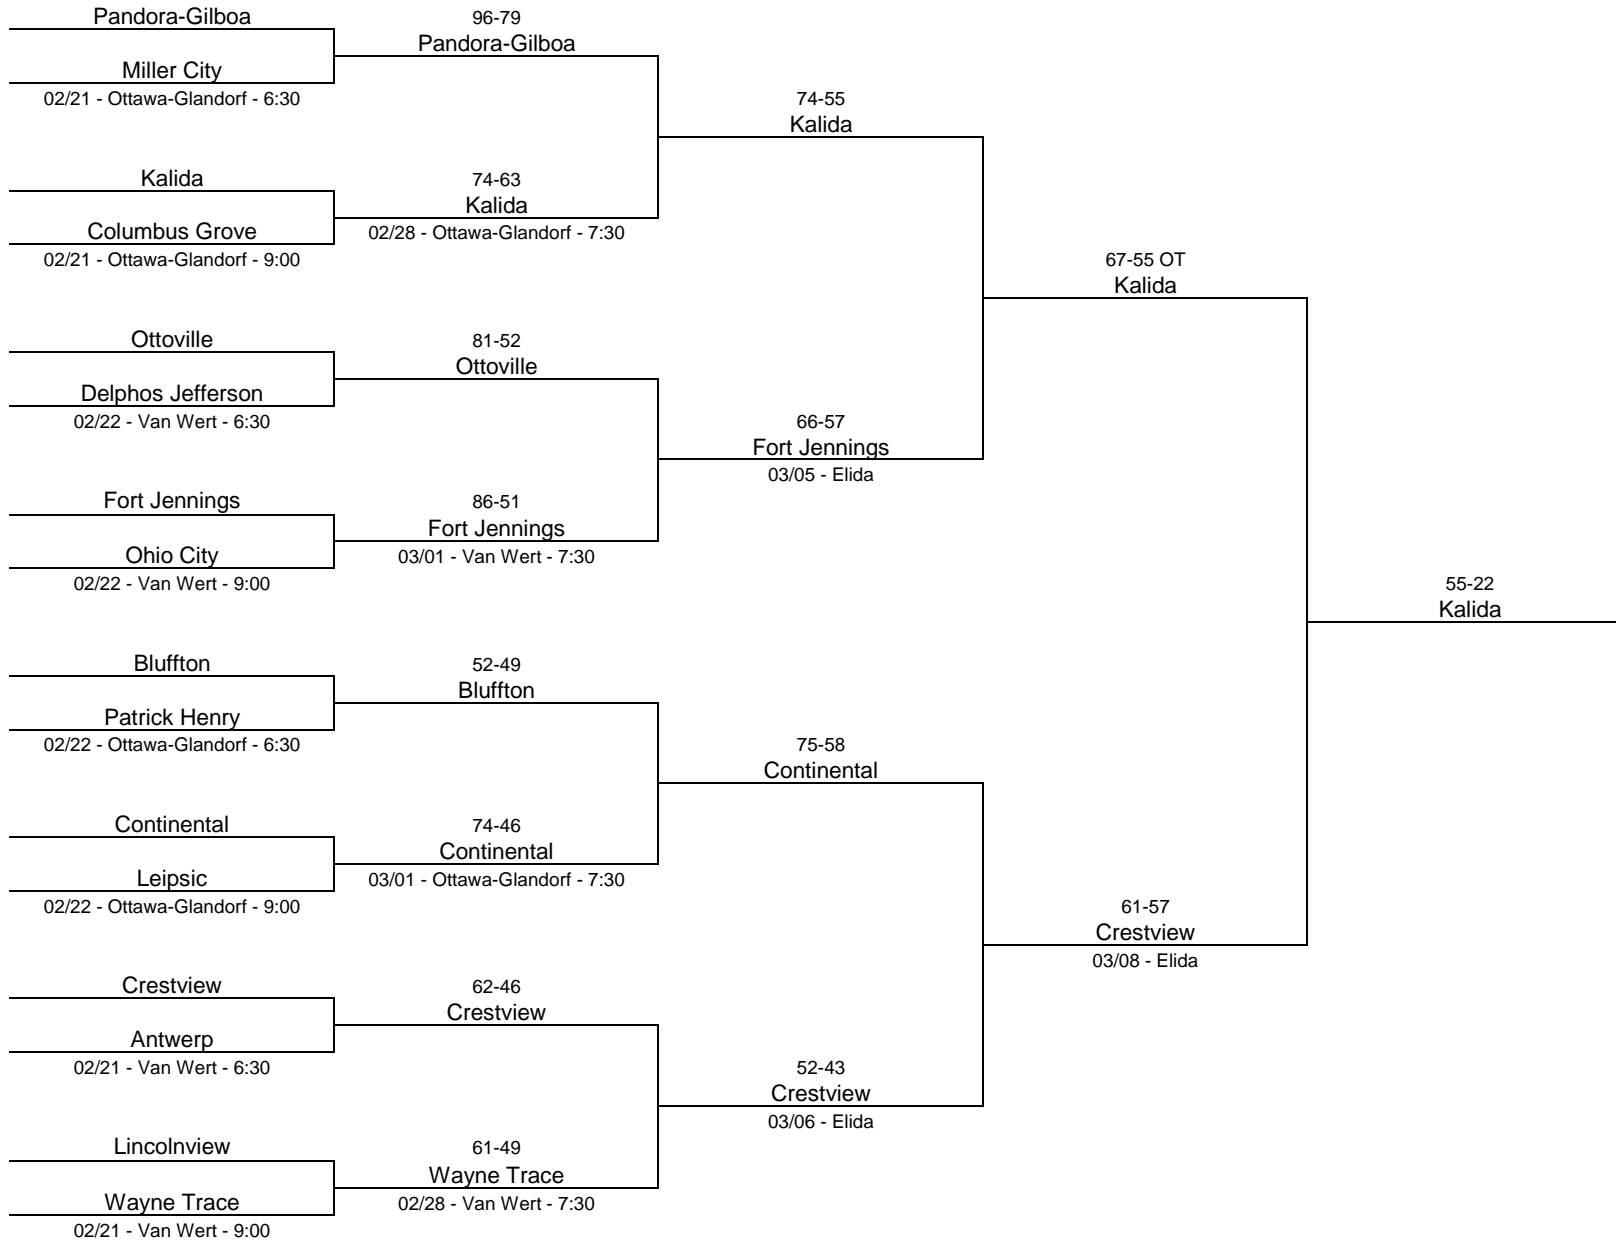 Pandora-Gilboa
Miller City
02/21 - Ottawa-Glandorf - 6:30
Kalida
Columbus Grove
02/21 - Ottawa-Glandorf - 9:00
Ottoville
Delphos Jefferson
02/22 - Van Wert - 6:30
Fort Jennings
Ohio City
02/22 - Van Wert - 9:00
Bluffton
Patrick Henry
02/22 - Ottawa-Glandorf - 6:30
Continental
Leipsic
02/22 - Ottawa-Glandorf - 9:00
Crestview
Antwerp
02/21 - Van Wert - 6:30
Lincolnview
Wayne Trace
02/21 - Van Wert - 9:00
96-79
Pandora-Gilboa
74-63
Kalida
02/28 - Ottawa-Glandorf - 7:30
81-52
Ottoville
86-51
Fort Jennings
03/01 - Van Wert - 7:30
52-49
Bluffton
74-46
Continental
03/01 - Ottawa-Glandorf - 7:30
62-46
Crestview
61-49
Wayne Trace
02/28 - Van Wert - 7:30
74-55
Kalida
66-57
Fort Jennings
03/05 - Elida
75-58
Continental
52-43
Crestview
03/06 - Elida
67-55 OT
Kalida
61-57
Crestview
03/08 - Elida
55-22
Kalida